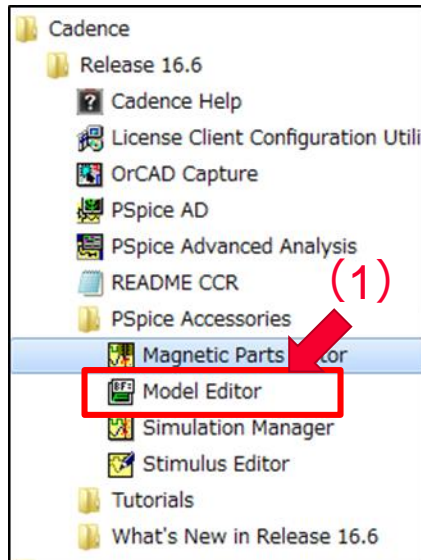 Cadence
Release 16.6
Cadence Help
License Client Configuration Utili
OrCAD Capture
PSpice AD
PSpice Advanced Analysis
README CCR
(1)
PSpice Accessories
Magnetic Parts tor
Model Editor
Simulation Manager
Stimulus Editor
Tutorials
What's New in Release 16.6